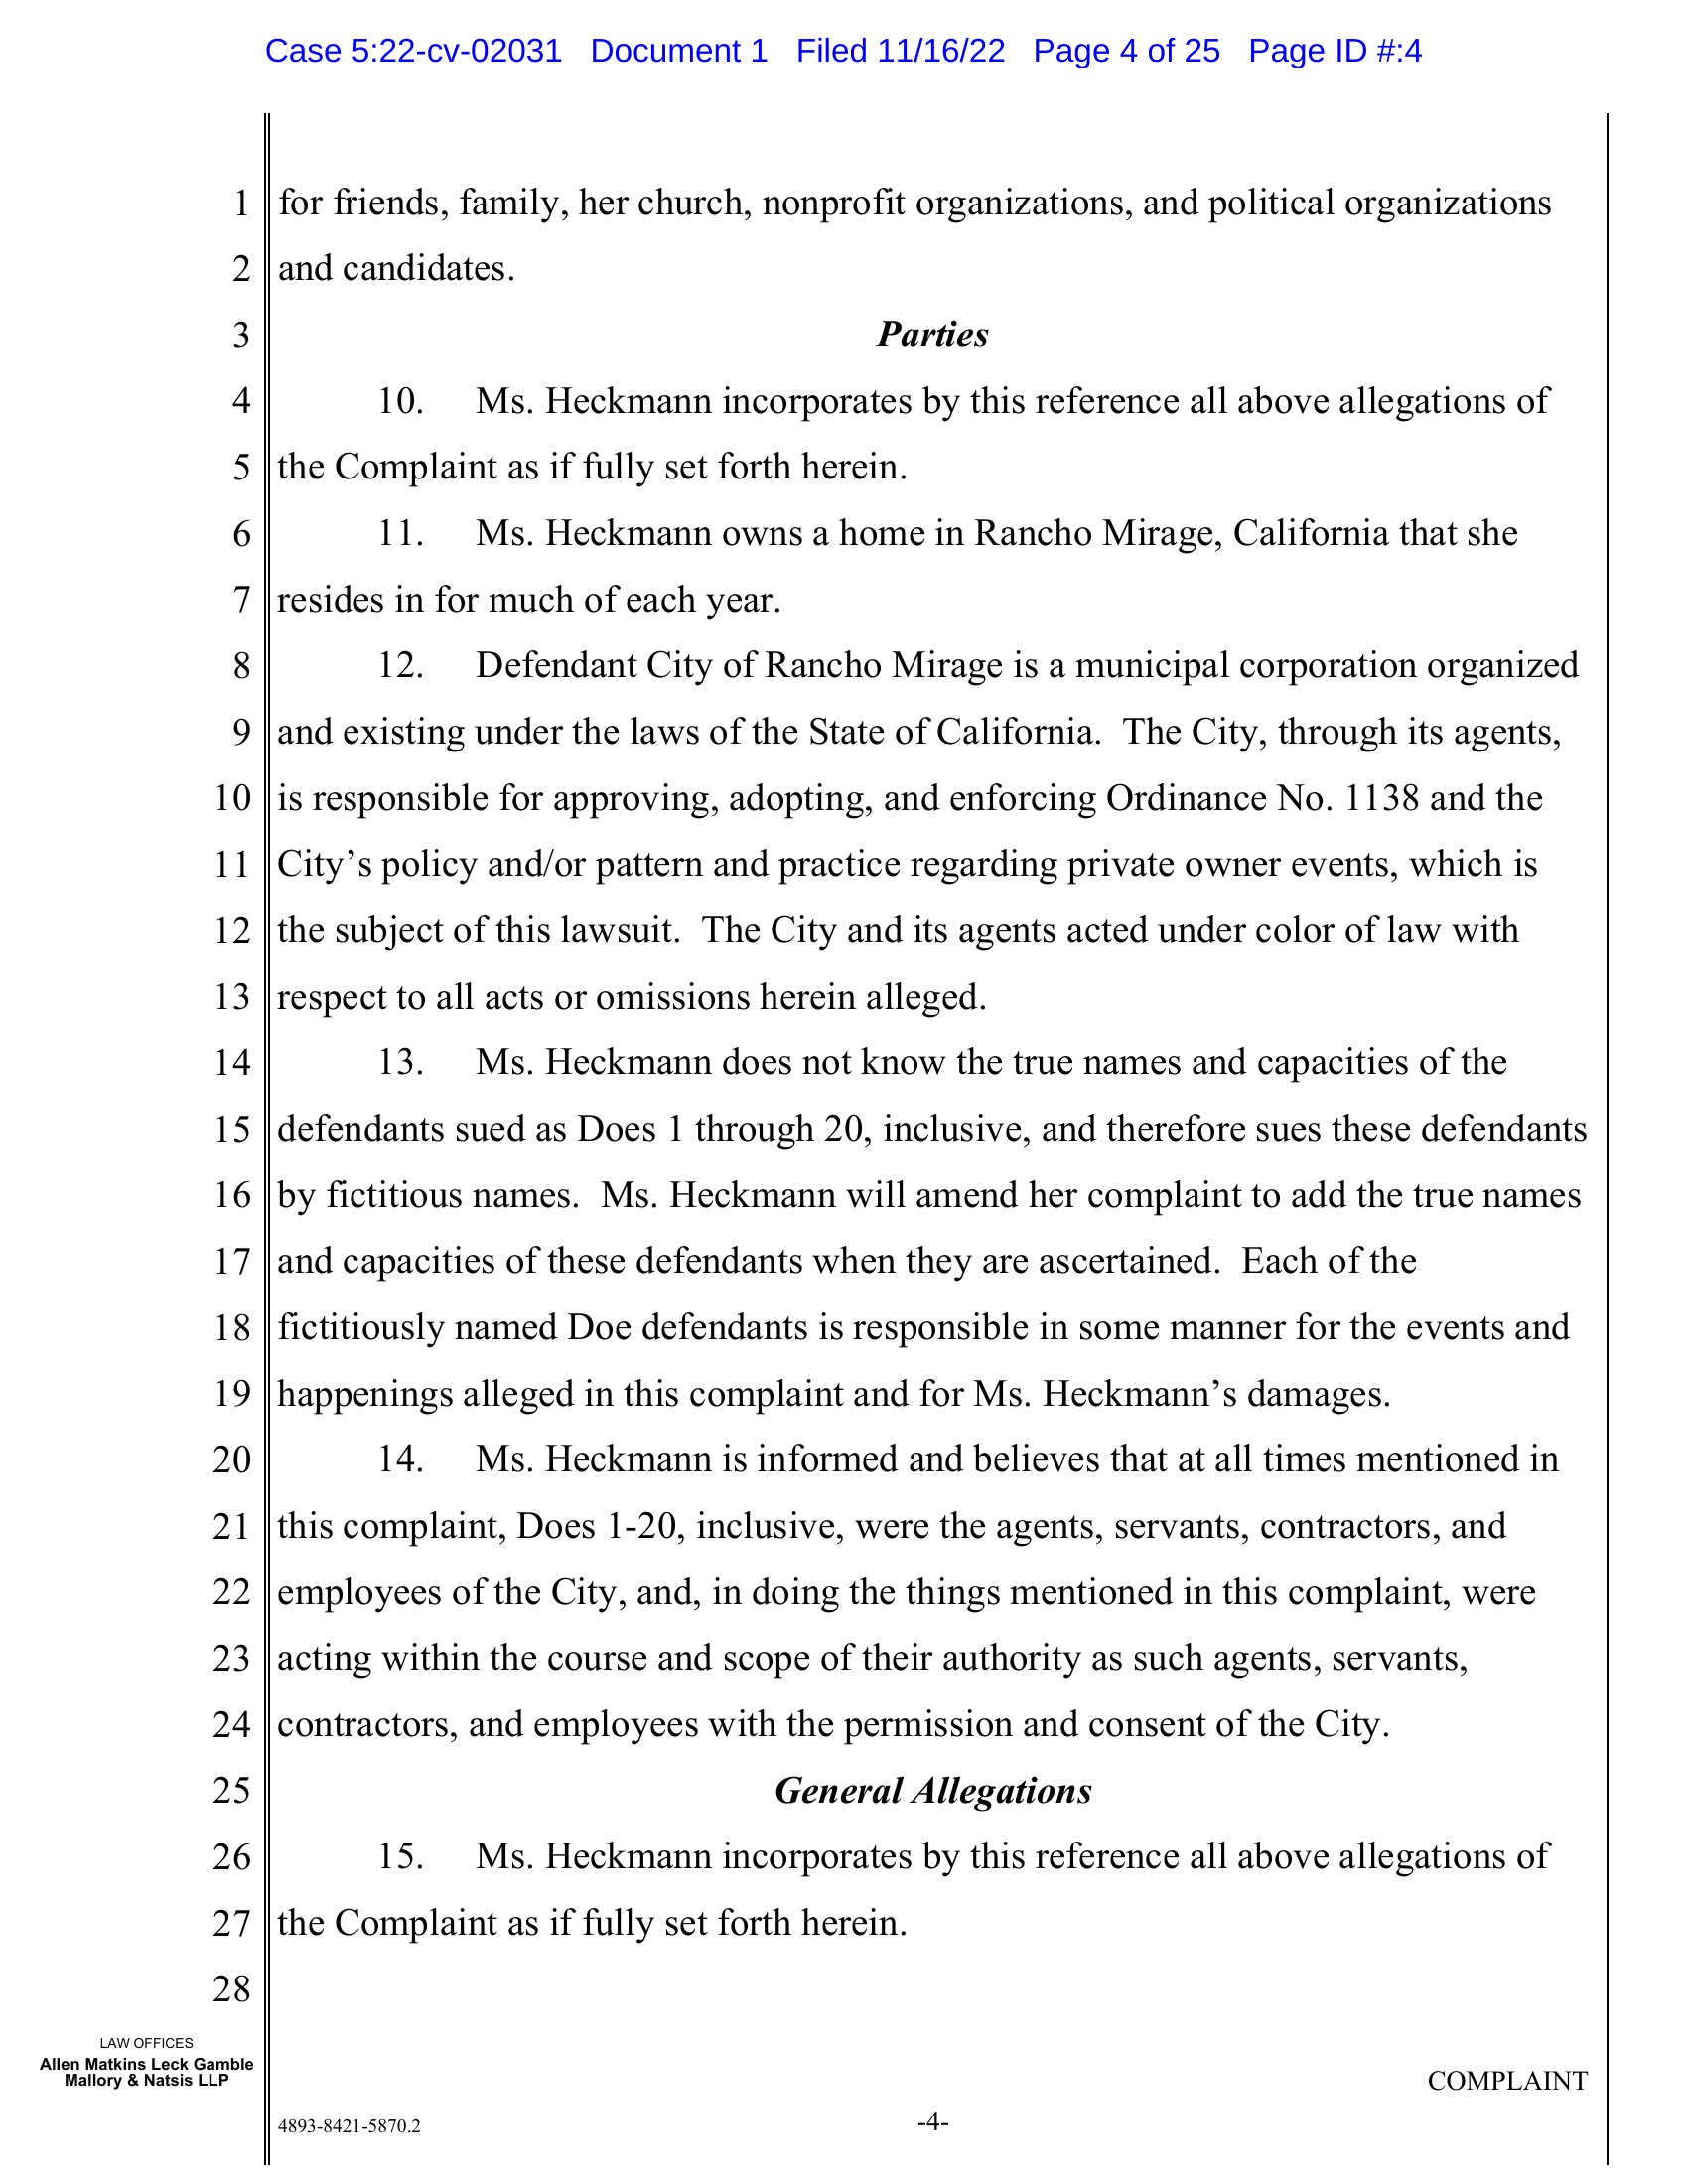 Case 5:22-cv-02031 Document 1 Filed 11/16/22 Page 4 of 25 Page ID #:4
1 for friends, family, her church, nonprofit organizations, and political organizations
2 and candidates.
3 Parties
4 10. Ms. Heckmann incorporates by this reference all above allegations of
5 the Complaint as if fully set forth herein.
6 11. Ms. Heckmann owns a home in Rancho Mirage, California that she
7 resides in for much of each year.
8 12. Defendant City of Rancho Mirage is a municipal corporation organized
9 and existing under the laws of the State of California. The City, through its agents,
10 is responsible for approving, adopting, and enforcing Ordinance No. 1138 and the
11 City’s policy and/or pattern and practice regarding private owner events, which is
12 the subject of this lawsuit. The City and its agents acted under color of law with
13 respect to all acts or omissions herein alleged.
14 13. Ms. Heckmann does not know the true names and capacities of the
15 defendants sued as Does 1 through 20, inclusive, and therefore sues these defendants
16 by fictitious names. Ms. Heckmann will amend her complaint to add the true names
17 and capacities of these defendants when they are ascertained. Each of the
18 fictitiously named Doe defendants is responsible in some manner for the events and
19 happenings alleged in this complaint and for Ms. Heckmann’s damages.
20 14. Ms. Heckmann is informed and believes that at all times mentioned in
21 this complaint, Does 1-20, inclusive, were the agents, servants, contractors, and
22 employees of the City, and, in doing the things mentioned in this complaint, were
23 acting within the course and scope of their authority as such agents, servants,
24 contractors, and employees with the permission and consent of the City.
25 General Allegations
26 15. Ms. Heckmann incorporates by this reference all above allegations of
27 the Complaint as if fully set forth herein.
28
LAW OFFICES
Allen Matkins Leck Gamble
Mallory & Natsis LLP
COMPLAINT
4893-8421-5870.2 -4-